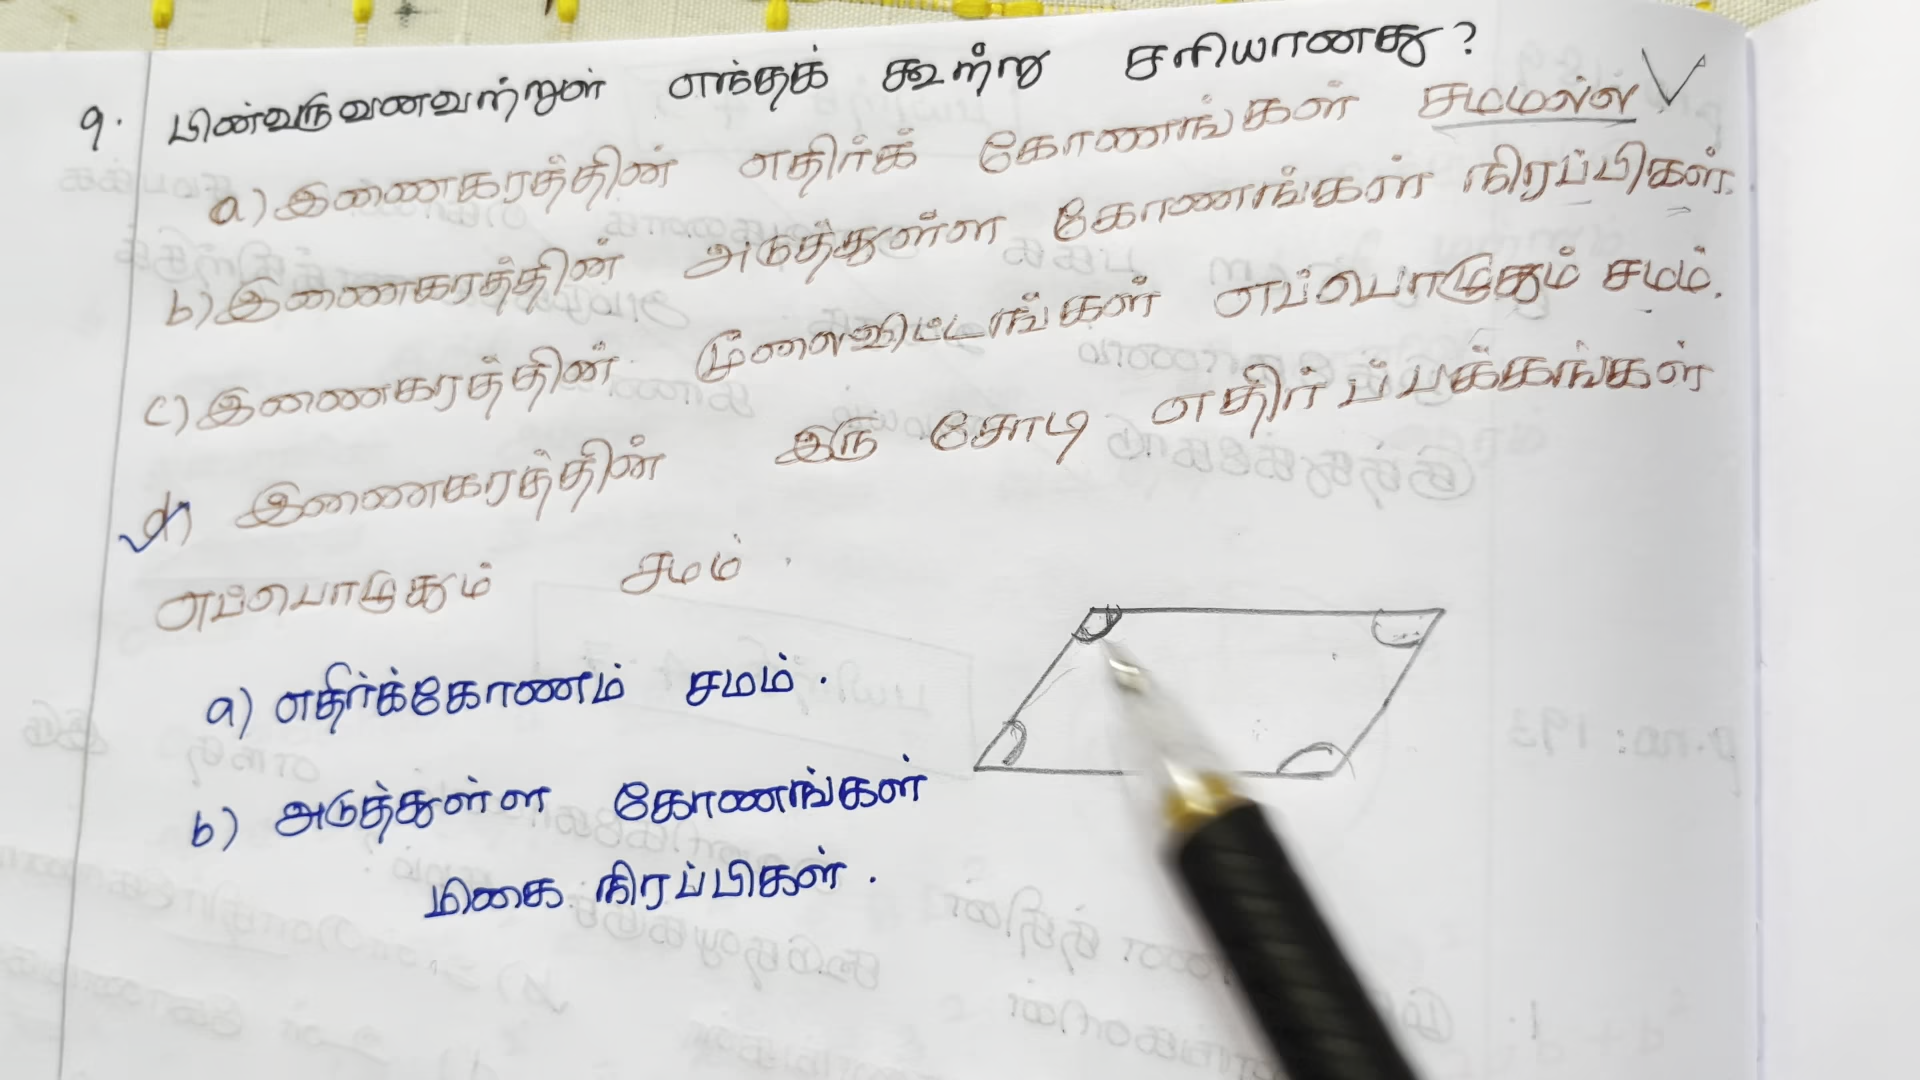 9. பின்வருவனவற்றுள் எந்தக் கூற்று சரியானது?
a) இணைகரத்தின் எதிர்க் கோணங்கள் சமமல்ல
b) இணைகரத்தின் அடுத்துள்ள கோணங்கள் நிரப்பிகள்.
c) இணைகரத்தின் மூலைவிட்டங்கள் எப்பொழுதும் சமம்.
d) இணைகரத்தின் இரு சோடி எதிர்ப்பக்கங்கள்
எப்பொழுதும் சமம்.
a) எதிர்க்கோணம் சமம்.
b) அடுத்துள்ள கோணங்கள்
மிகை நிரப்பிகள்.